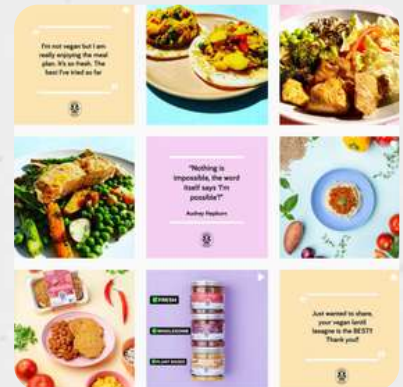 I'm not vegan but I am
really enjoying the meal
plan. It's so fresh. The
best I've tried so far
"Nothing is
impossible, the word
itself says 'I'm
possible'!"
Audrey Hepburn
FRESH
WHOLESOME
PLANT BASED
Just wanted to share,
your vegan lentil
lasagne is the BEST!!
Thank you!!